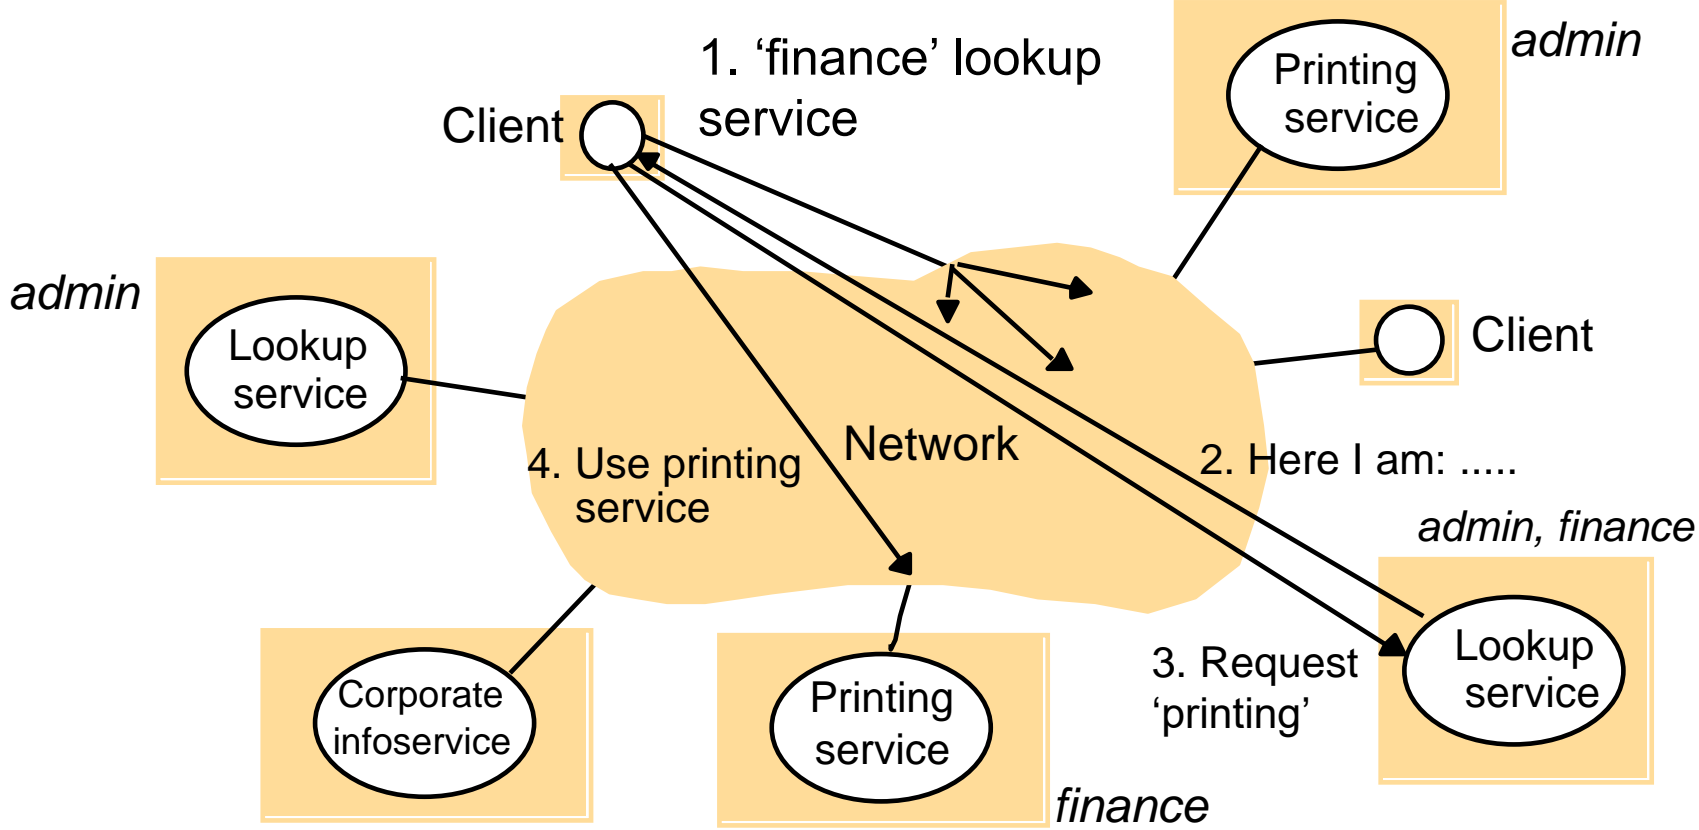 1. ‘finance’ lookup
service
Client
Printing
service
admin
admin
Lookup
service
Client
Network
4. Use printing
service
2. Here I am: .....
admin, finance
Lookup
service
3. Request
‘printing’
Corporate
infoservice
Printing
service
finance